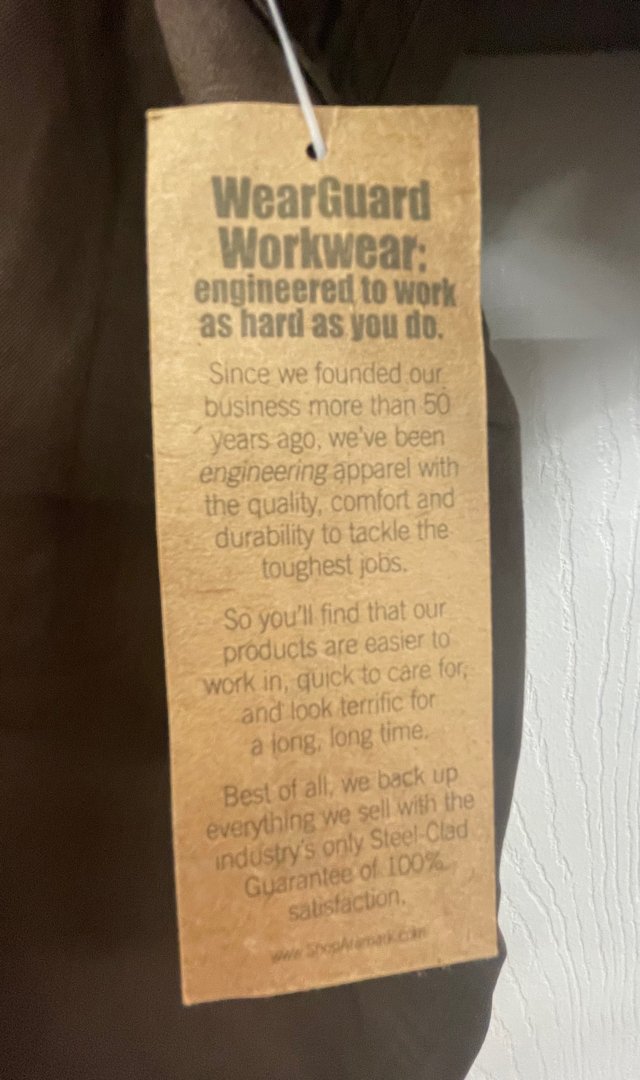 WearGuard
Workwear:
engineered to work
as hard as you do.
Since we founded our
business more than 50
years ago, we've been
engineering apparel with
the quality, comfort and
durability to tackle the
toughest jobs.
So you'll find that our
products are easier to
work in, quick to care for,
and look terrific for
a long, long time.
Best of all, we back up
everything we sell with the
industry's only Steel-Clad
Guarantee of 100%
satisfaction.
www.ShopAramark.com